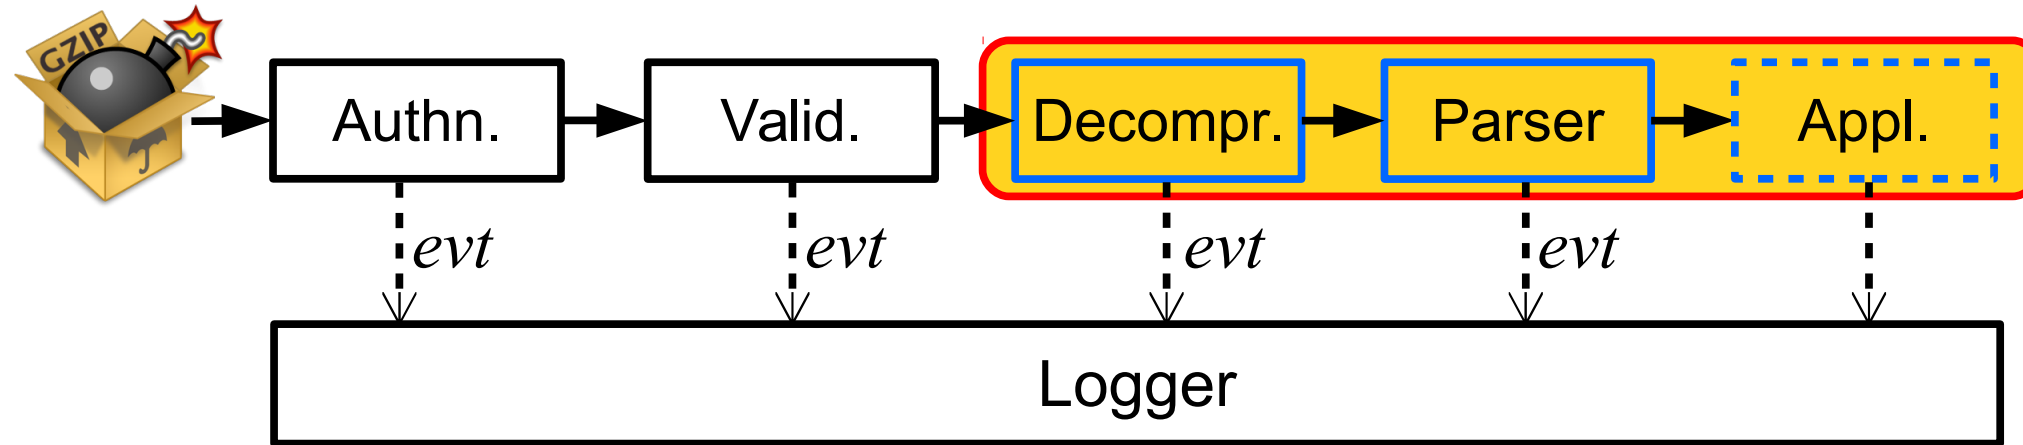 GZIP
Authn.
Valid.
Decompr.
Parser
Appl.
evt
evt
evt
evt
Logger